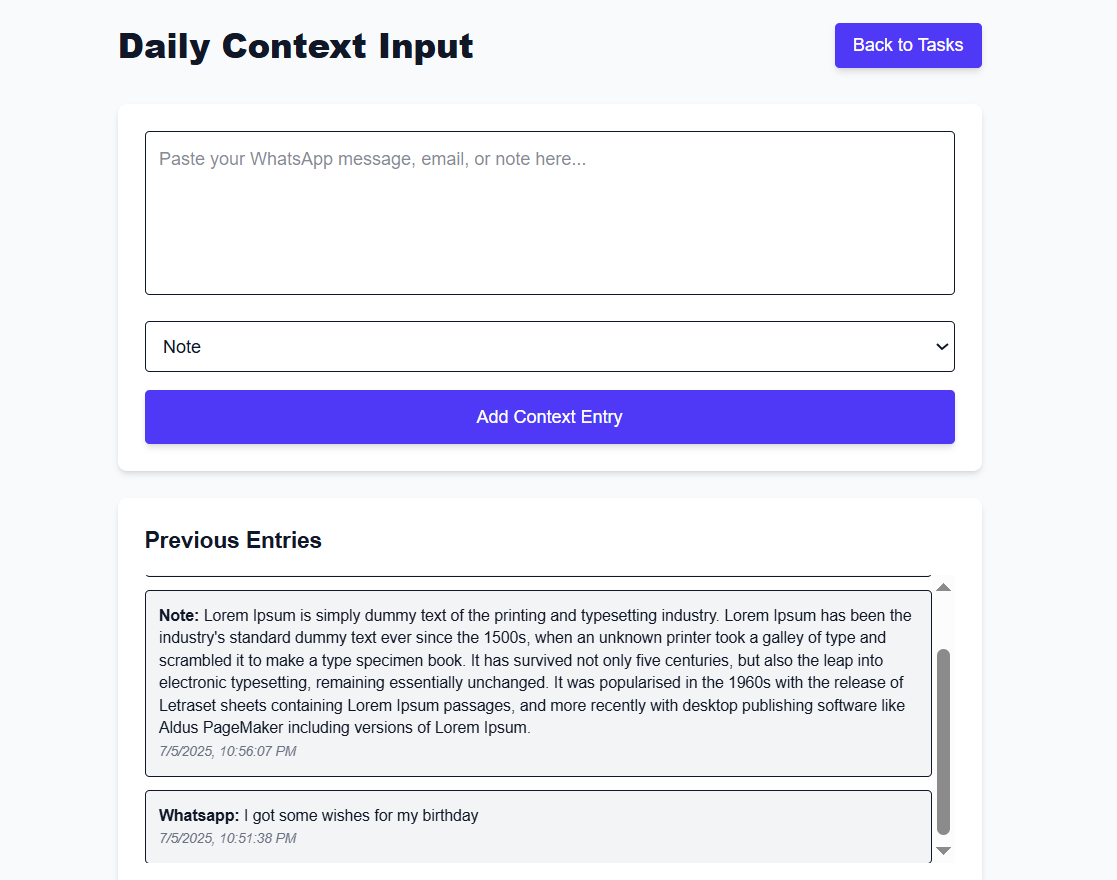 Daily Context Input
Back to Tasks
Paste your WhatsApp message, email, or note here...
Note
Add Context Entry
Previous Entries
Note: Lorem Ipsum is simply dummy text of the printing and typesetting industry. Lorem Ipsum has been the
industry's standard dummy text ever since the 1500s, when an unknown printer took a galley of type and
scrambled it to make a type specimen book. It has survived not only five centuries, but also the leap into
electronic typesetting, remaining essentially unchanged. It was popularised in the 1960s with the release of
Letraset sheets containing Lorem Ipsum passages, and more recently with desktop publishing software like
Aldus PageMaker including versions of Lorem Ipsum.
7/5/2025, 10:56:07 PM
Whatsapp: I got some wishes for my birthday
7/5/2025, 10:51:38 PM